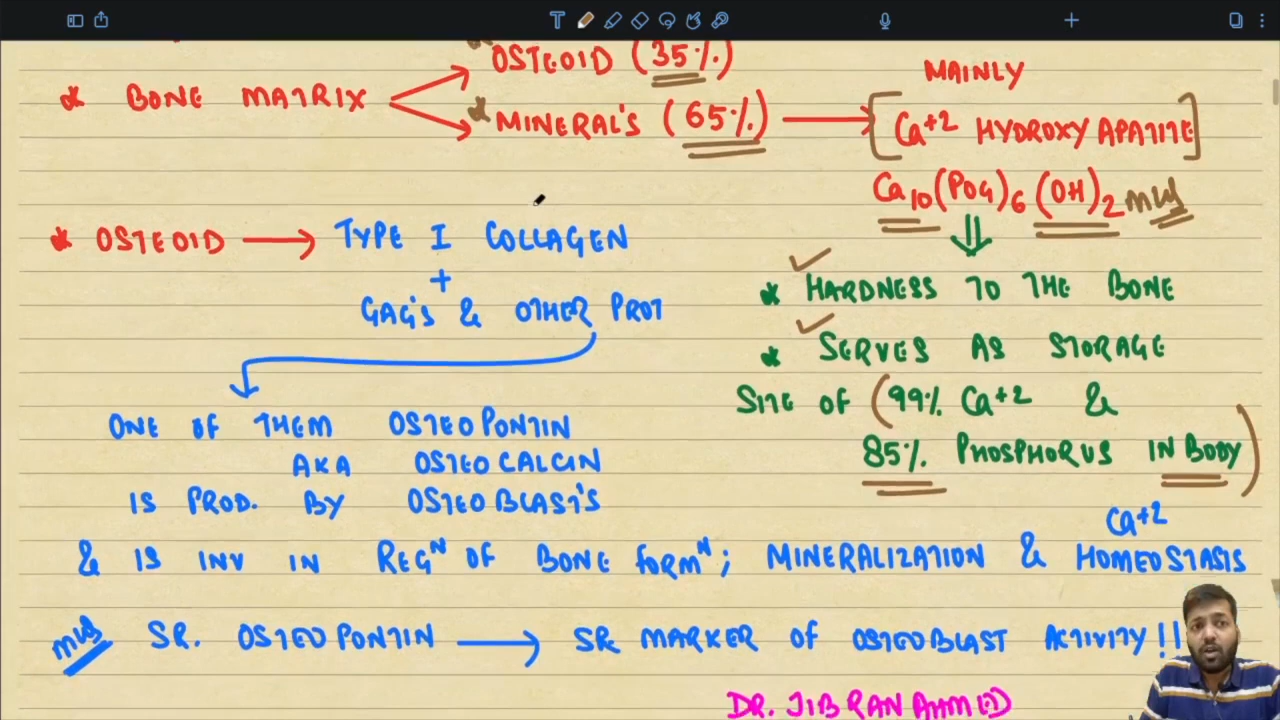 OSTEOID (35%)
* BONE MATRIX
* MINERAL'S (65%)
MAINLY
[Ca+2 HYDROXY APATITE]
Ca10(PO4)6(OH)2
* OSTEOID → TYPE I COLLAGEN
+
GAG'S & OTHER PROT
* HARDNESS TO THE BONE
* SERVES AS STORAGE
SITE OF (99% Ca+2 &
85% PHOSPHORUS IN BODY)
ONE OF THEM OSTEOPONTIN
AKA OSTEOCALCIN
IS PROD. BY OSTEOBLAST'S
& IS INV IN REGN OF BONE FORMN; MINERALIZATION & Ca+2 HOMEOSTASIS
SR. OSTEOPONTIN → SR MARKER OF OSTEOBLAST ACTIVITY!!
DR. JIBRAN AHMED